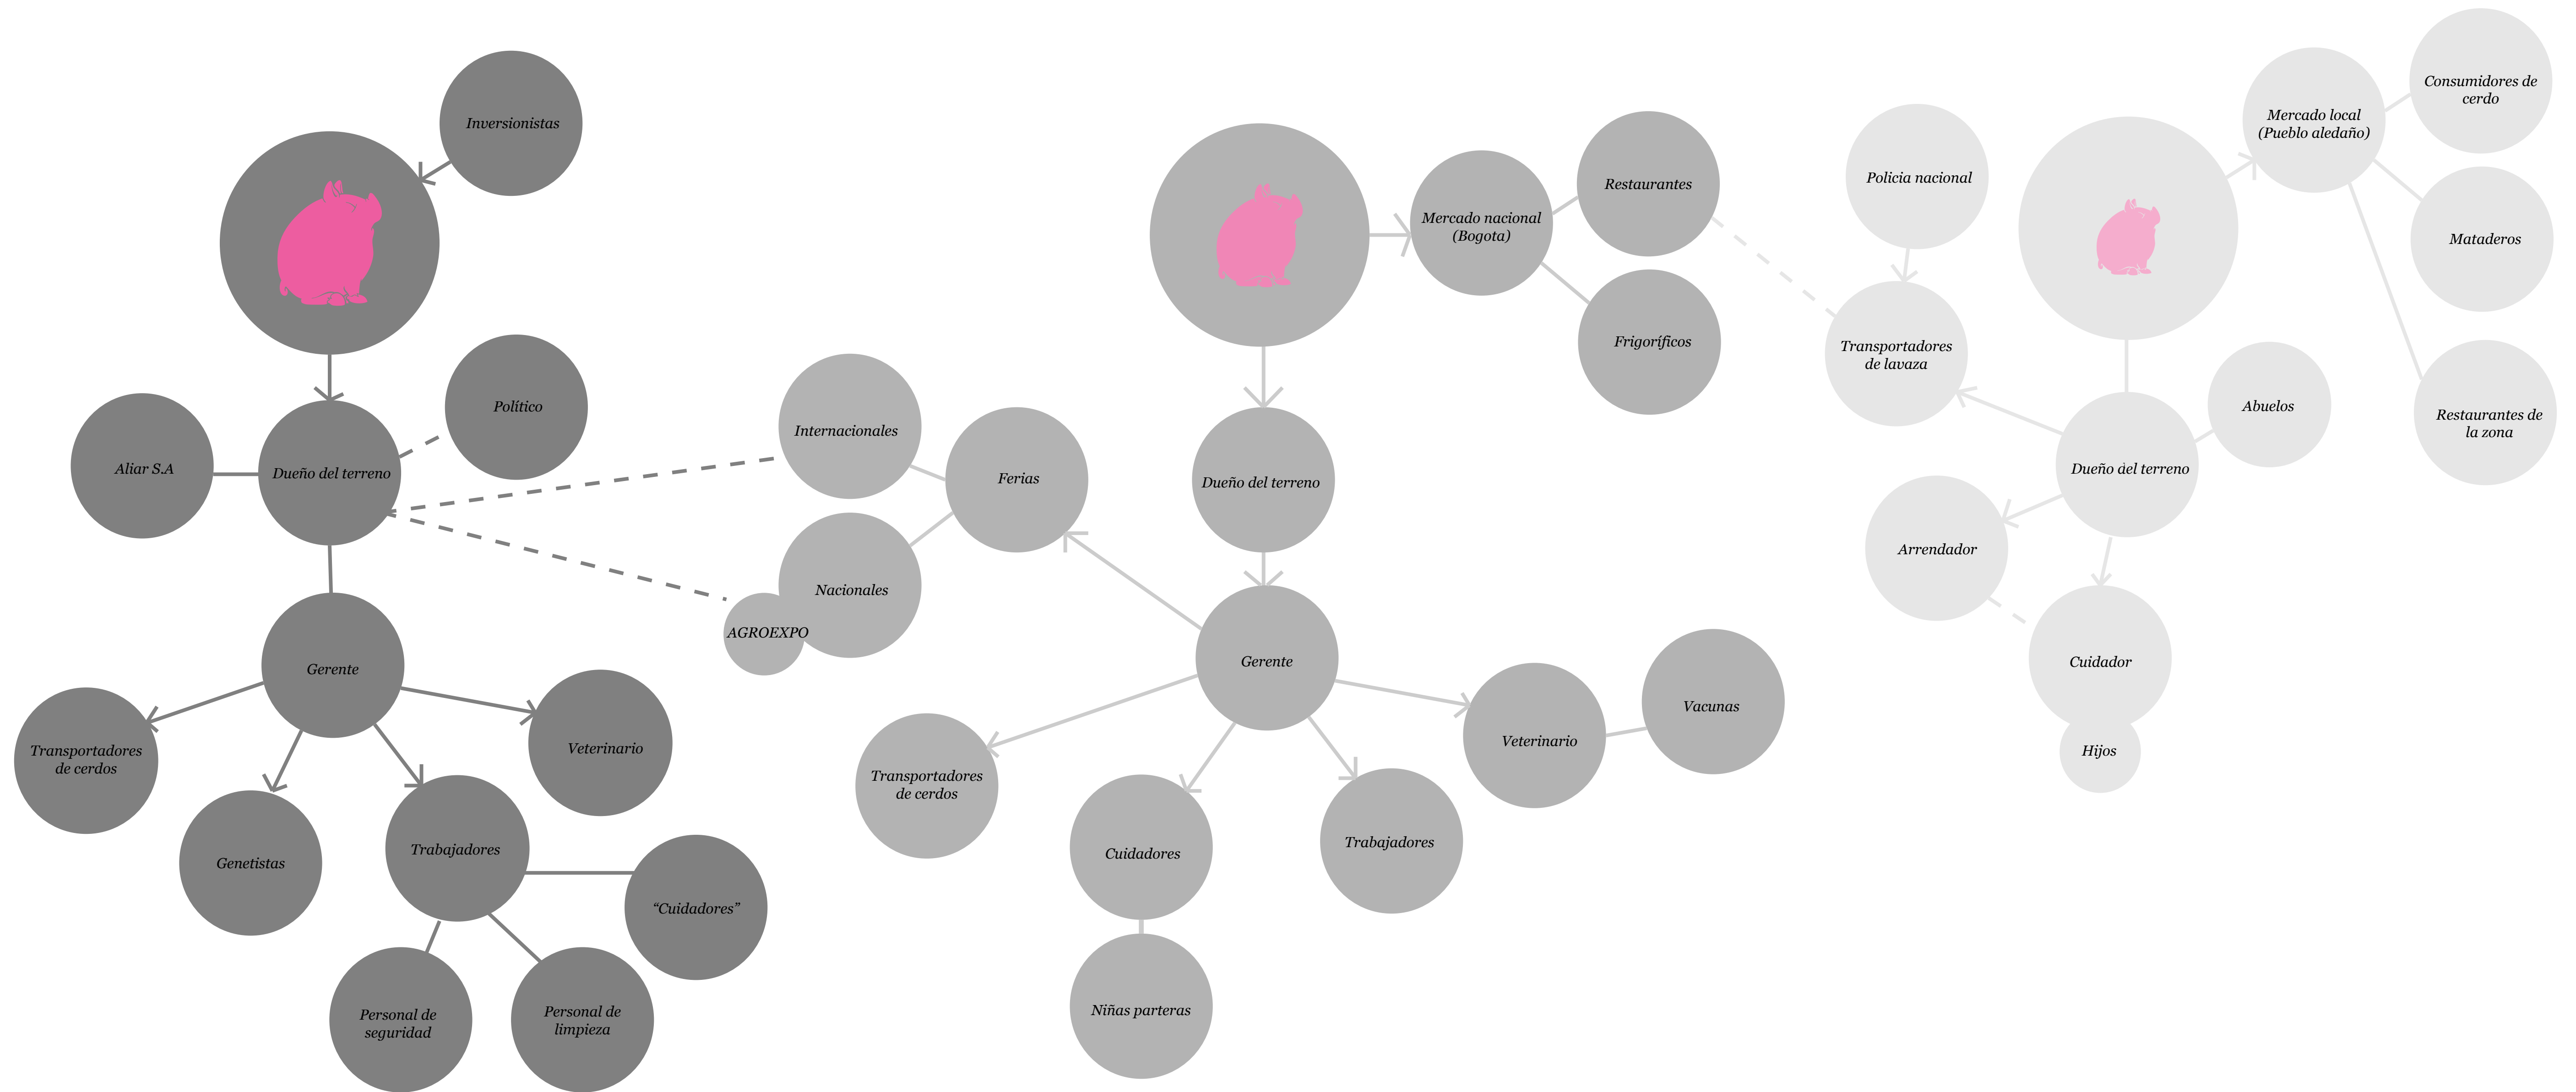 Inversionistas
Político
Aliar S.A
Dueño del terreno
Gerente
Transportadores
de cerdos
Veterinario
Genetistas
Trabajadores
“Cuidadores”
Personal de
seguridad
Personal de
limpieza
Internacionales
Ferias
Nacionales
AGROEXPO
Mercado nacional
(Bogota)
Restaurantes
Frigoríficos
Dueño del terreno
Gerente
Transportadores
de cerdos
Cuidadores
Niñas parteras
Trabajadores
Veterinario
Vacunas
Policia nacional
Transportadores
de lavaza
Mercado local
(Pueblo aledaño)
Consumidores de
cerdo
Mataderos
Restaurantes de
la zona
Abuelos
Dueño del terreno
Arrendador
Cuidador
Hijos